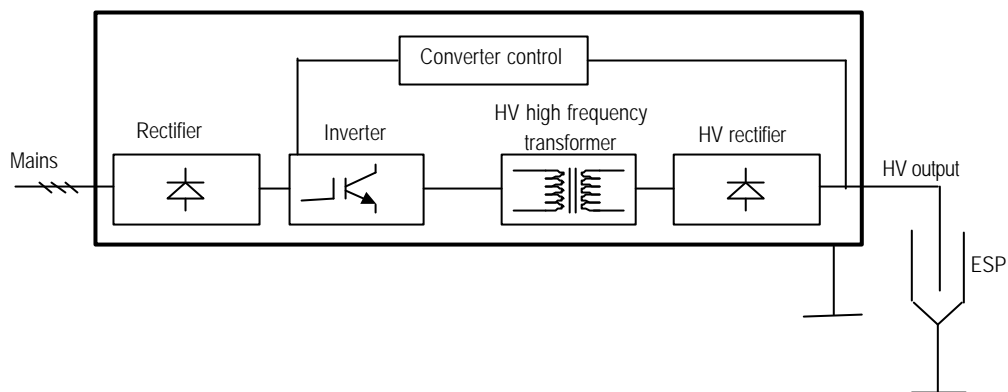 Converter control
HV high frequency
transformer
Rectifier
Inverter
HV rectifier
Mains
HV output
ESP